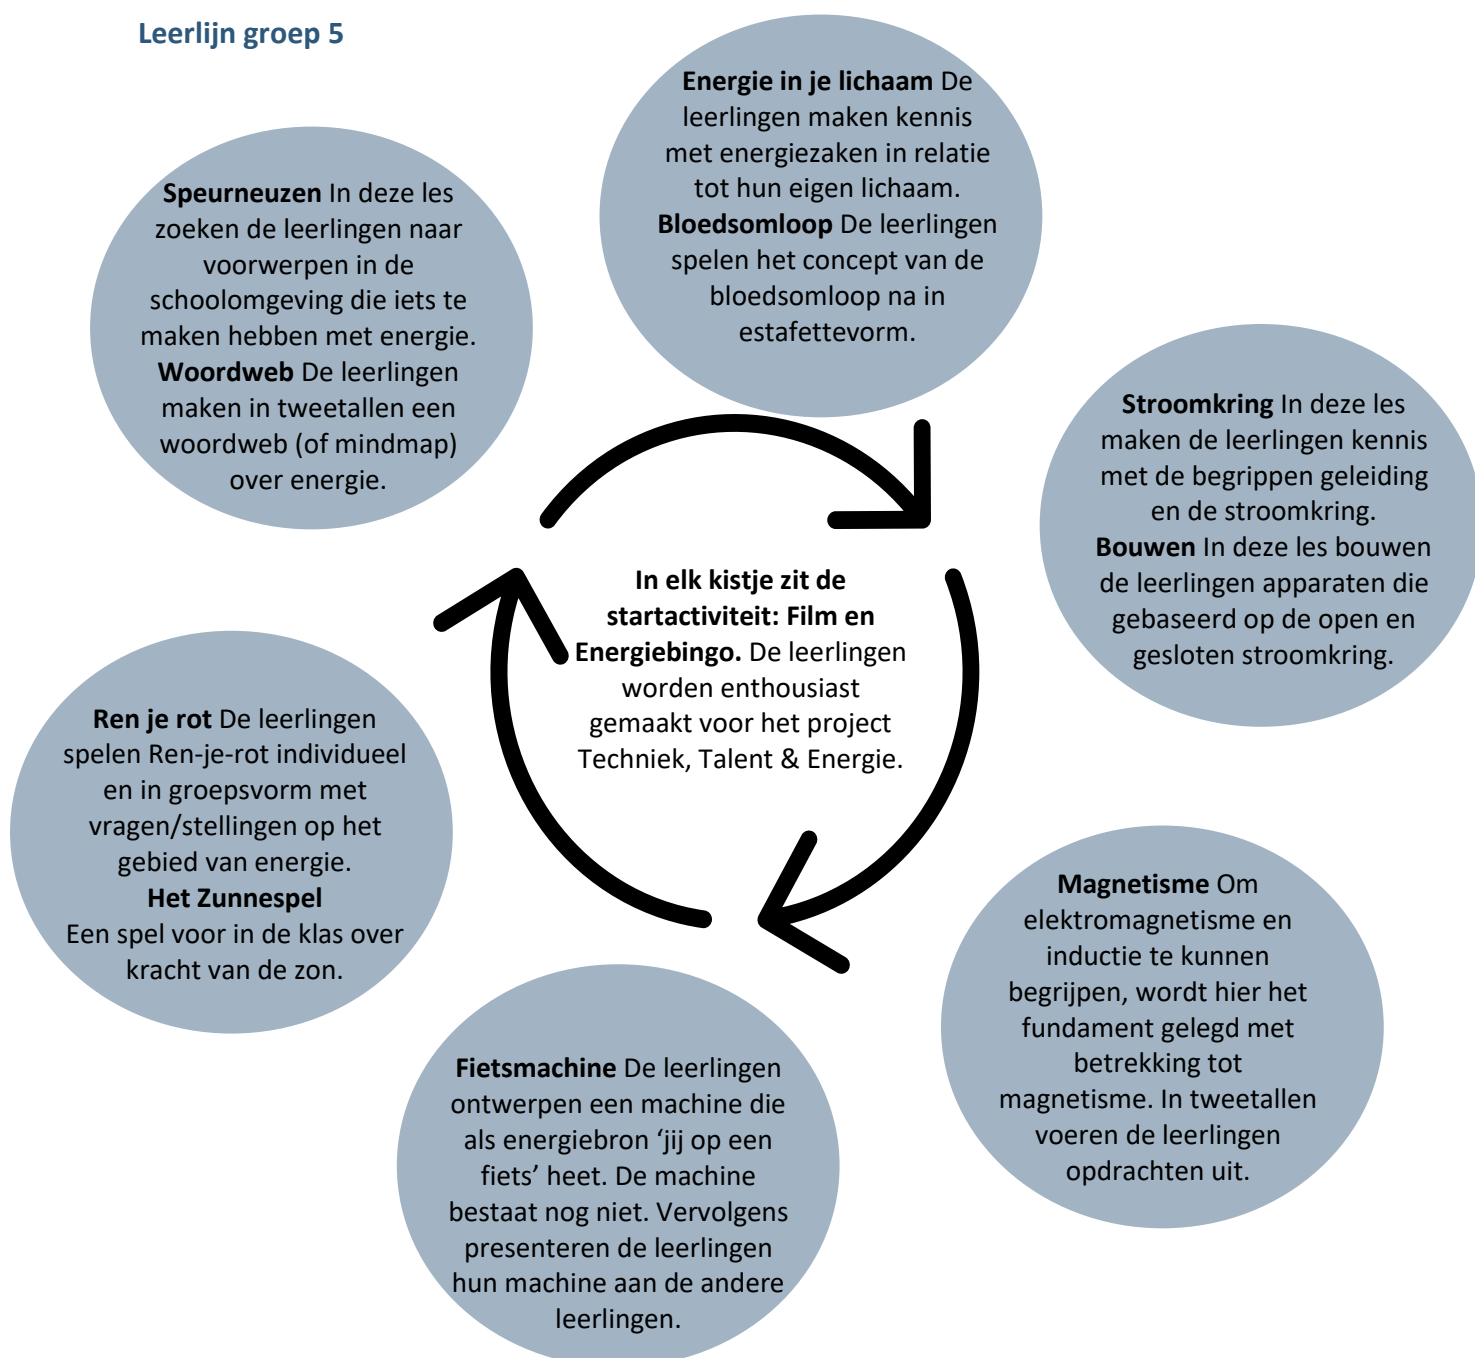 Leerlijn groep 5
Energie in je lichaam De
leerlingen maken kennis
met energiezaken in relatie
tot hun eigen lichaam.
Bloedsomloop De leerlingen
spelen het concept van de
bloedsomloop na in
estafettevorm.
Speurneuzen In deze les
zoeken de leerlingen naar
voorwerpen in de
schoolomgeving die iets te
maken hebben met energie.
Woordweb De leerlingen
maken in tweetallen een
woordweb (of mindmap)
over energie.
Stroomkring In deze les
maken de leerlingen kennis
met de begrippen geleiding
en de stroomkring.
Bouwen In deze les bouwen
de leerlingen apparaten die
gebaseerd op de open en
gesloten stroomkring.
In elk kistje zit de
startactiviteit: Film en
Energiebingo. De leerlingen
worden enthousiast
gemaakt voor het project
Techniek, Talent & Energie.
Ren je rot De leerlingen
spelen Ren-je-rot individueel
en in groepsvorm met
vragen/stellingen op het
gebied van energie.
Het Zunnespel
Een spel voor in de klas over
kracht van de zon.
Magnetisme Om
elektromagnetisme en
inductie te kunnen
begrijpen, wordt hier het
fundament gelegd met
betrekking tot
magnetisme. In tweetallen
voeren de leerlingen
opdrachten uit.
Fietsmachine De leerlingen
ontwerpen een machine die
als energiebron ‘jij op een
fiets’ heet. De machine
bestaat nog niet. Vervolgens
presenteren de leerlingen
hun machine aan de andere
leerlingen.